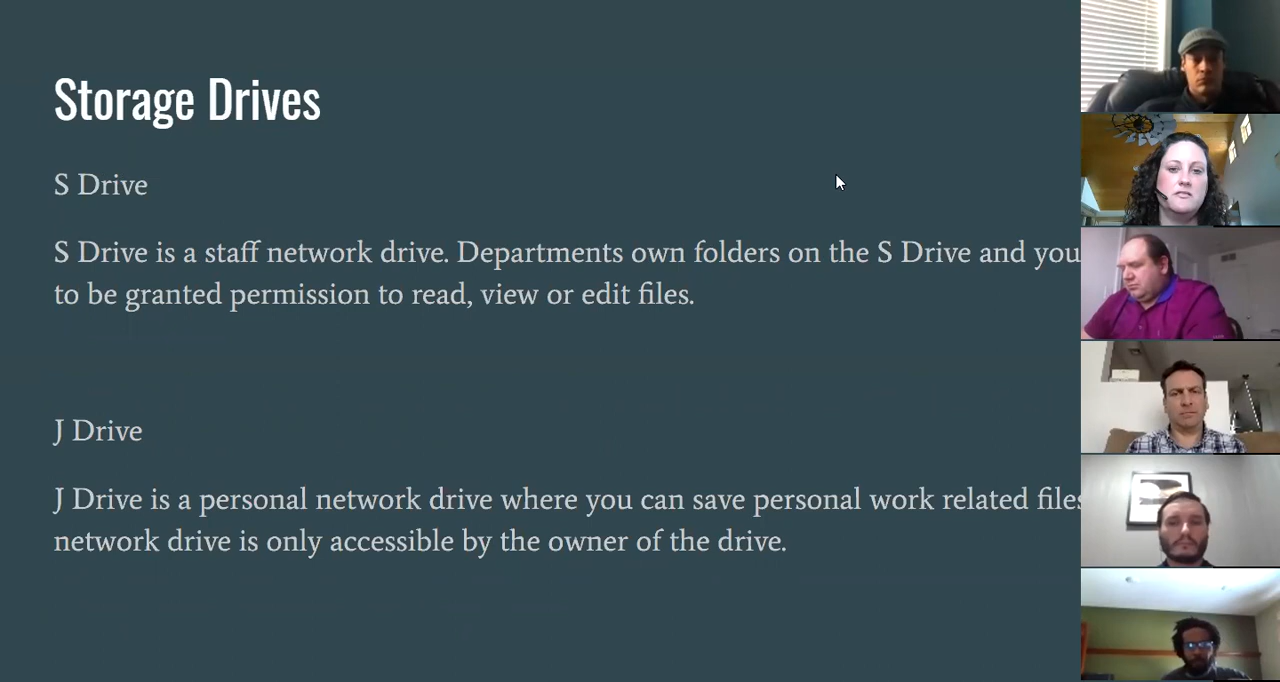 Storage Drives
S Drive
S Drive is a staff network drive. Departments own folders on the S Drive and you
to be granted permission to read, view or edit files.
J Drive
J Drive is a personal network drive where you can save personal work related files
network drive is only accessible by the owner of the drive.